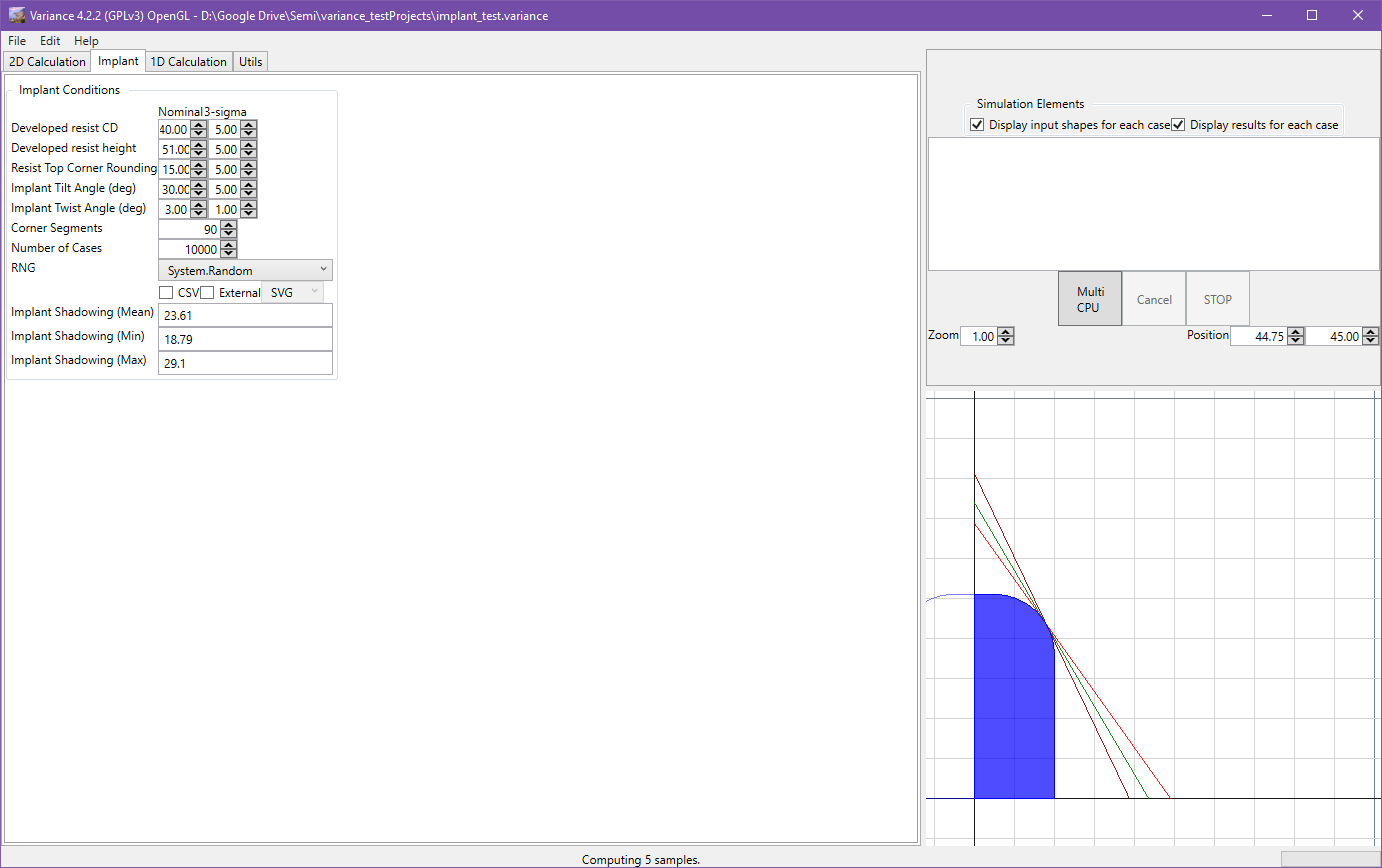 Variance 4.2.2 (GPLv3) OpenGL - D:\Google Drive\Semi\variance_testProjects\implant_test.variance
File Edit Help
2D Calculation Implant 1D Calculation Utils
Implant Conditions
Nominal 3-sigma
Developed resist CD 40.00 5.00
Developed resist height 51.00 5.00
Resist Top Corner Rounding 15.00 5.00
Implant Tilt Angle (deg) 30.00 5.00
Implant Twist Angle (deg) 3.00 1.00
Corner Segments 90
Number of Cases 10000
RNG System.Random
CSV External SVG
Implant Shadowing (Mean) 23.61
Implant Shadowing (Min) 18.79
Implant Shadowing (Max) 29.1
Simulation Elements
Display input shapes for each case Display results for each case
Multi CPU Cancel STOP
Zoom 1.00 Position 44.75 45.00
Computing 5 samples.